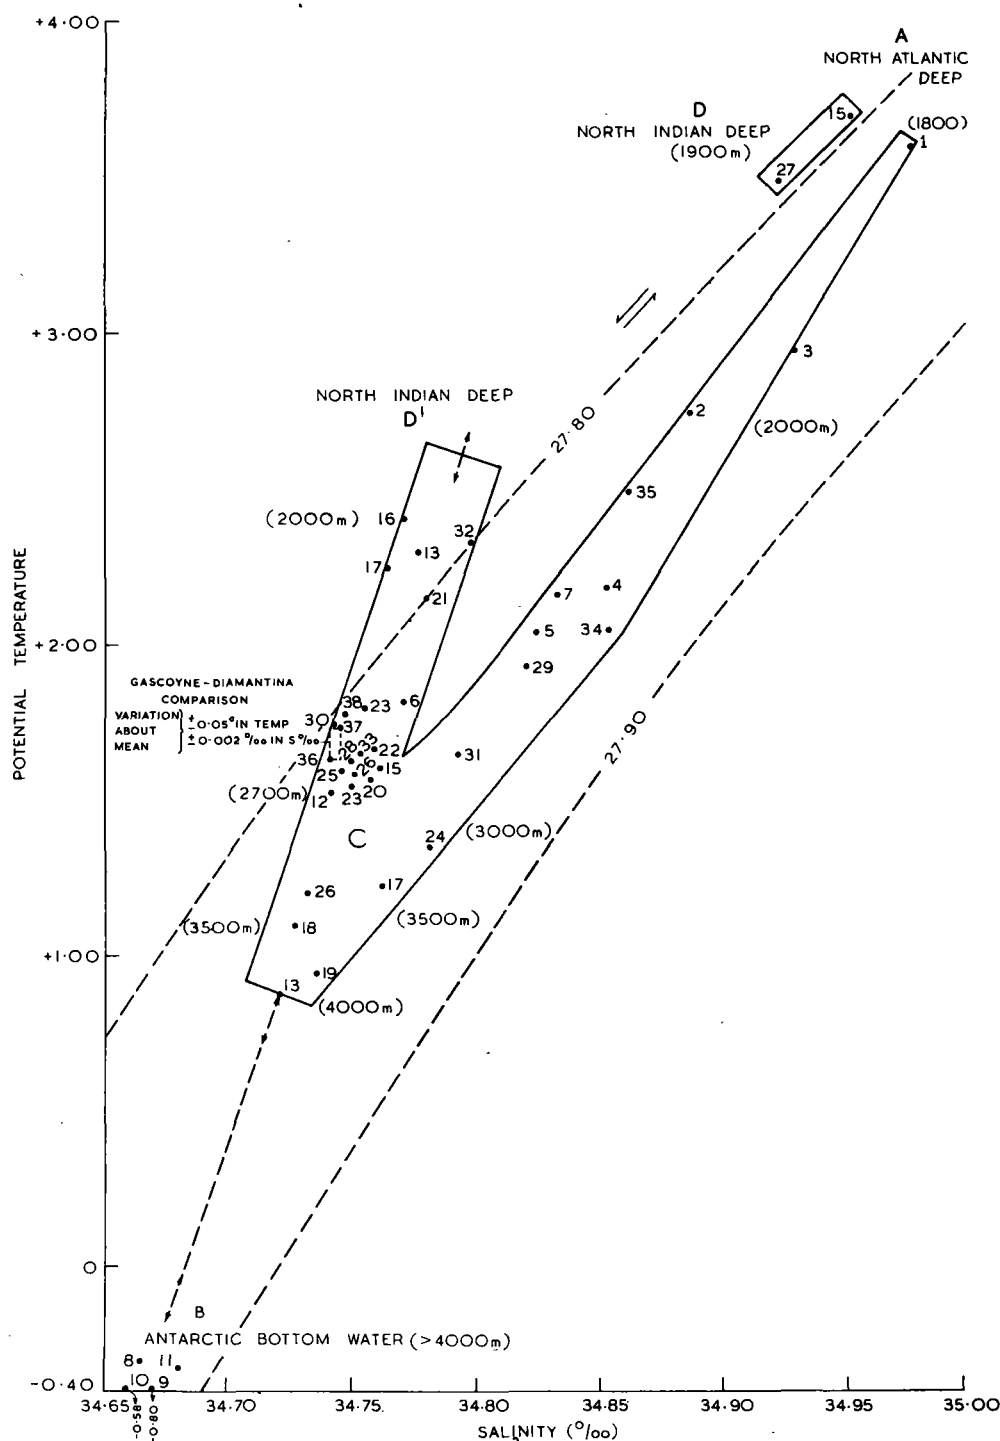 +4.00
A
NORTH ATLANTIC
DEEP
D
NORTH INDIAN DEEP
(1900m)
15
(1800)
1
27
+3.00
3
NORTH INDIAN DEEP
D'
2
27.80
(2000m)
35
(2000m)
16
32
13
17
7
4
21
POTENTIAL TEMPERATURE
+2.00
5
34
29
GASCOYNE-DIAMANTINA
COMPARISON
VARIATION
ABOUT
MEAN
±0.05° IN TEMP
±0.002 ‰ IN S‰
38
23
6
30
37
27.90
33
28
22
31
36
26
15
25
(2700m)
12
23
20
C
24
(3000m)
26
17
(3500m)
18
(3500m)
+1.00
19
13
(4000m)
0
B
ANTARCTIC BOTTOM WATER (>4000m)
8
11
10
9
-0.40
-0.58
-0.80
34.65
34.70
34.75
34.80
34.85
34.90
34.95
35.00
SALINITY (‰)